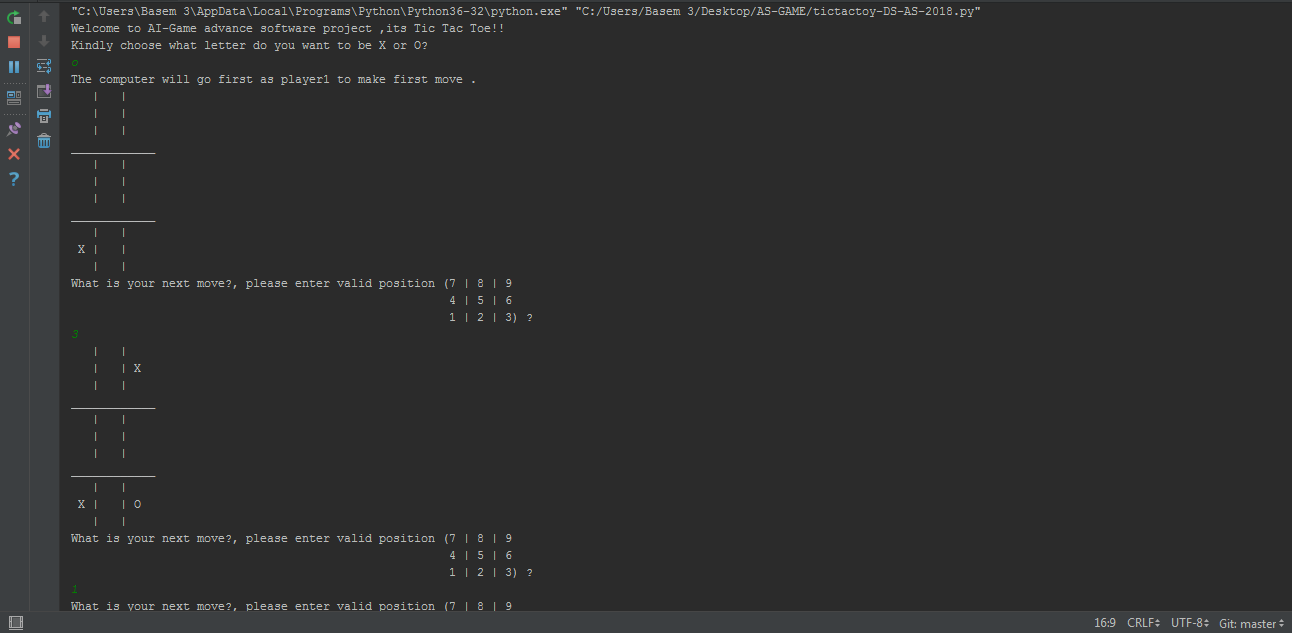 "C:\Users\Basem 3\AppData\Local\Programs\Python\Python36-32\python.exe" "C:/Users/Basem 3/Desktop/AS-GAME/tictactoy-DS-AS-2018.py"
Welcome to AI-Game advance software project ,its Tic Tac Toe!!
Kindly choose what letter do you want to be X or O?
o
The computer will go first as player1 to make first move .
   |   |
   |   |
   |   |
____________
   |   |
   |   |
   |   |
____________
   |   |
 X |   |
   |   |
What is your next move?, please enter valid position (7 | 8 | 9
                                                      4 | 5 | 6
                                                      1 | 2 | 3) ?
3
   |   |
   |   | X
   |   |
____________
   |   |
   |   |
   |   |
____________
   |   |
 X |   | O
   |   |
What is your next move?, please enter valid position (7 | 8 | 9
                                                      4 | 5 | 6
                                                      1 | 2 | 3) ?
1
What is your next move?, please enter valid position (7 | 8 | 9
16:9 CRLF UTF-8 Git: master